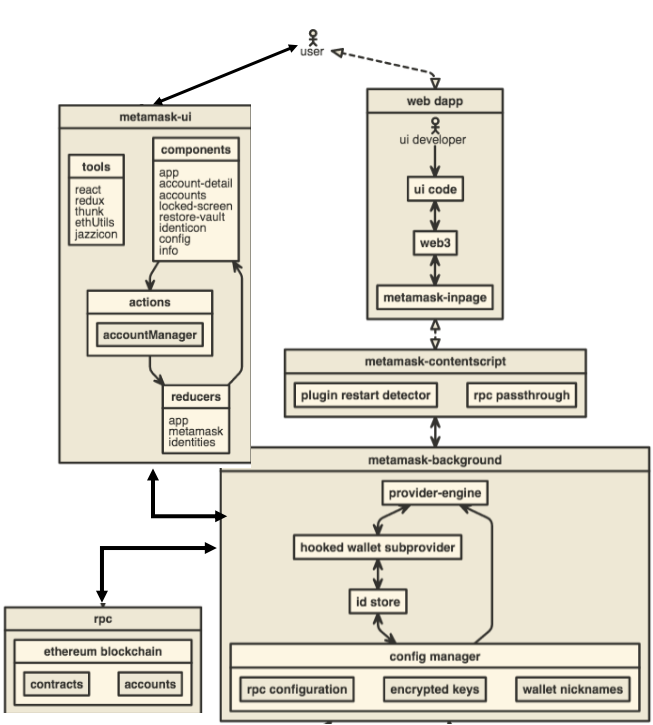 user
metamask-ui
tools
react
redux
thunk
ethUtils
jazzicon
components
app
account-detail
accounts
locked-screen
restore-vault
identicon
config
info
actions
accountManager
reducers
app
metamask
identities
web dapp
ui developer
ui code
web3
metamask-inpage
metamask-contentscript
plugin restart detector
rpc passthrough
metamask-background
provider-engine
hooked wallet subprovider
id store
config manager
rpc configuration
encrypted keys
wallet nicknames
rpc
ethereum blockchain
contracts
accounts